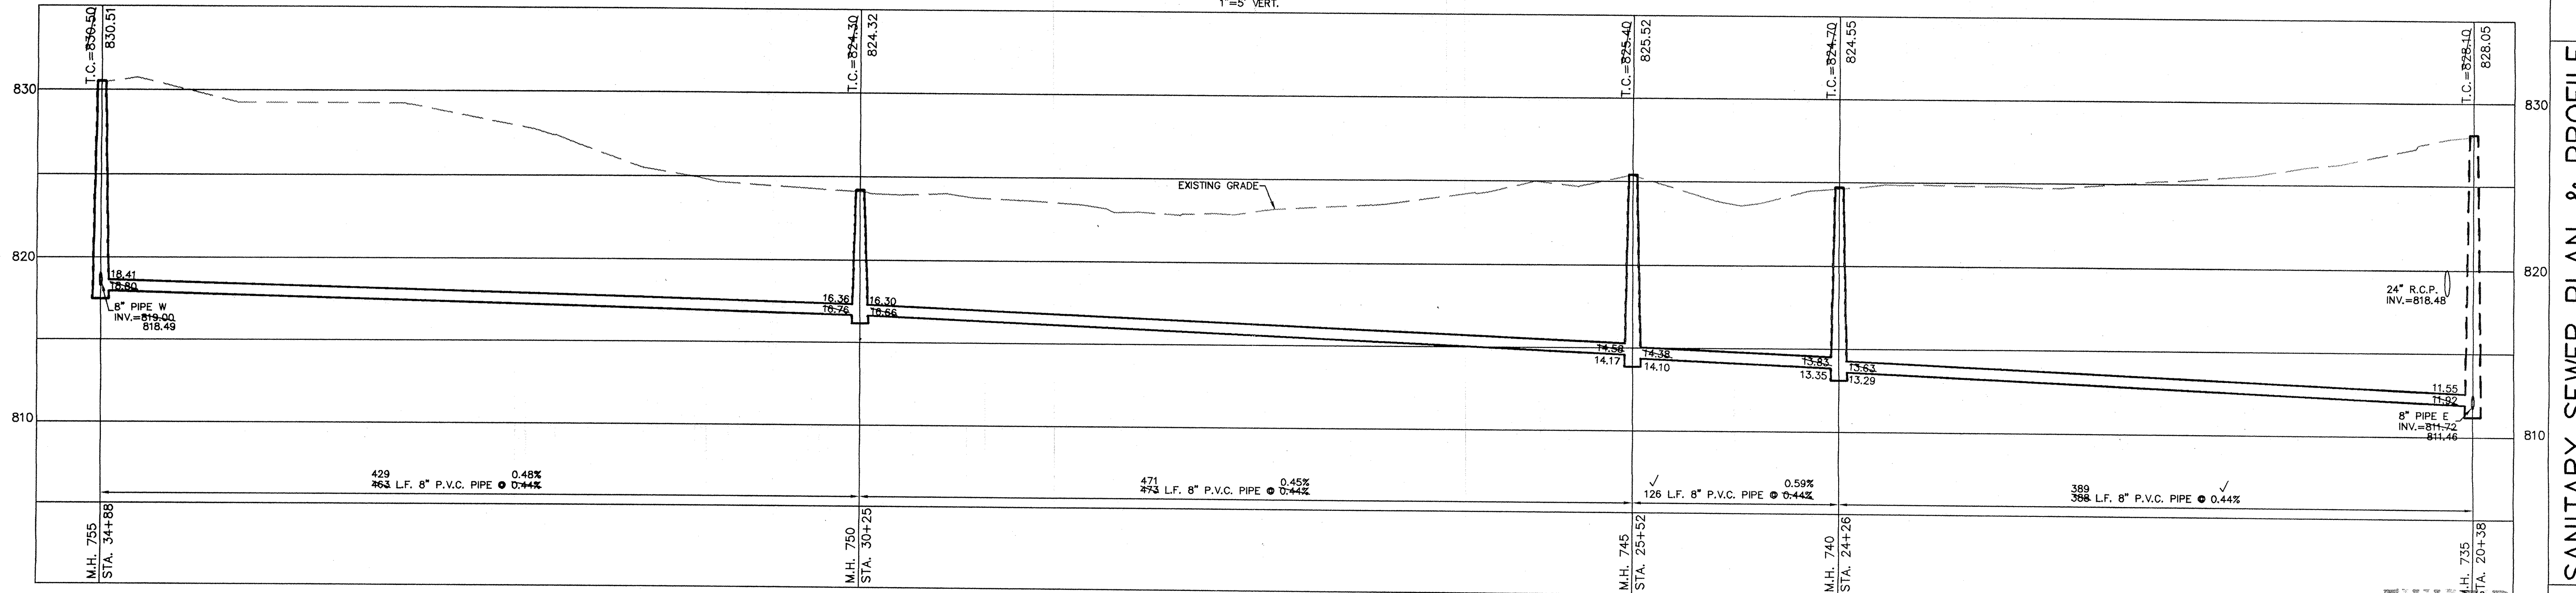 1"=5' VERT.
T.C.=830.50
830.51
T.C.=824.30
824.32
T.C.=825.40
825.52
T.C.=824.70
824.55
T.C.=828.10
828.05
830
830
EXISTING GRADE
820
820
18.41
18.80
8" PIPE W
INV.=819.00
818.49
16.36
16.76
16.30
16.66
14.58
14.17
14.38
14.10
13.83
13.35
13.63
13.29
24" R.C.P.
INV.=818.48
11.55
11.92
8" PIPE E
INV.=811.72
811.46
810
810
429 0.48%
463 L.F. 8" P.V.C. PIPE @ 0.44%
471 0.45%
473 L.F. 8" P.V.C. PIPE @ 0.44%
✓ 0.59%
126 L.F. 8" P.V.C. PIPE @ 0.44%
389 ✓
388 L.F. 8" P.V.C. PIPE @ 0.44%
M.H. 755
STA. 34+88
M.H. 750
STA. 30+25
M.H. 745
STA. 25+52
M.H. 740
STA. 24+26
M.H. 735
STA. 20+38
SANITARY SEWER PLAN & PROFILE